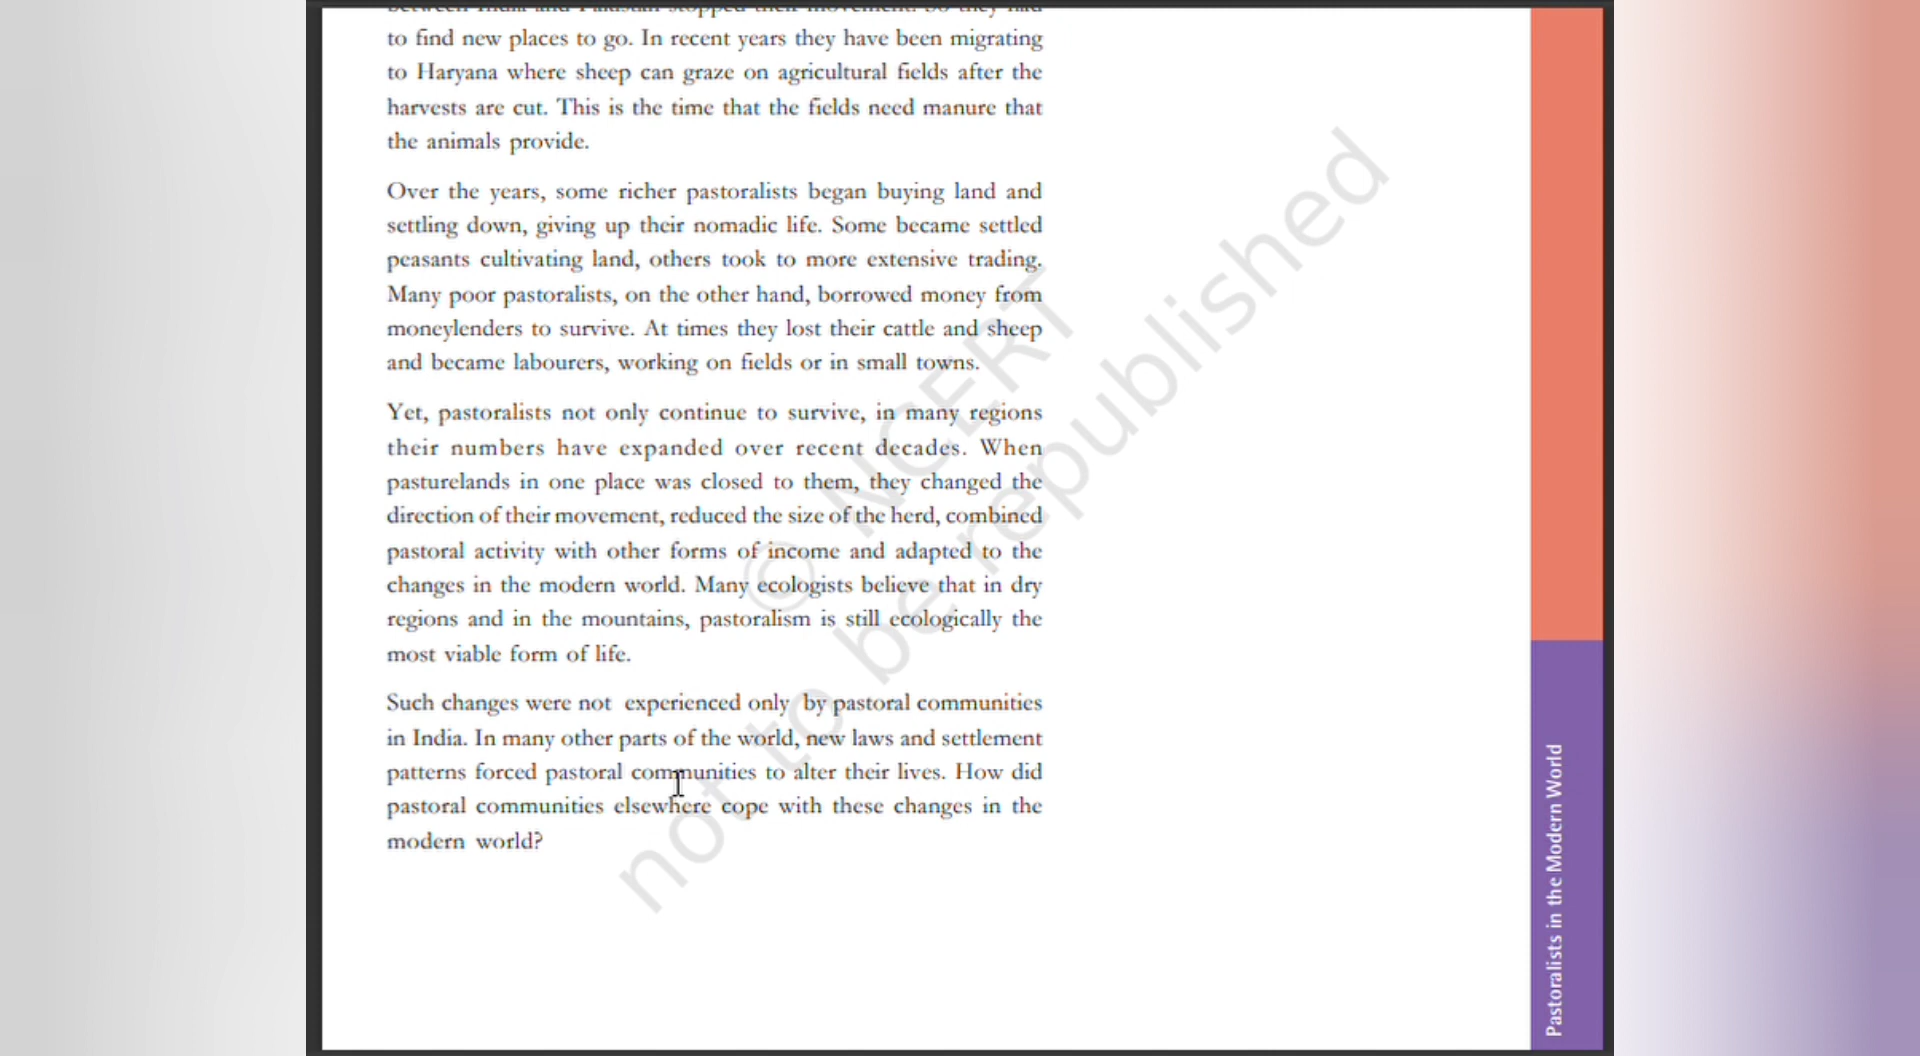 between India and Pakistan stopped their movement. So they had
to find new places to go. In recent years they have been migrating
to Haryana where sheep can graze on agricultural fields after the
harvests are cut. This is the time that the fields need manure that
the animals provide.
Over the years, some richer pastoralists began buying land and
settling down, giving up their nomadic life. Some became settled
peasants cultivating land, others took to more extensive trading.
Many poor pastoralists, on the other hand, borrowed money from
moneylenders to survive. At times they lost their cattle and sheep
and became labourers, working on fields or in small towns.
Yet, pastoralists not only continue to survive, in many regions
their numbers have expanded over recent decades. When
pasturelands in one place was closed to them, they changed the
direction of their movement, reduced the size of the herd, combined
pastoral activity with other forms of income and adapted to the
changes in the modern world. Many ecologists believe that in dry
regions and in the mountains, pastoralism is still ecologically the
most viable form of life.
Such changes were not experienced only by pastoral communities
in India. In many other parts of the world, new laws and settlement
patterns forced pastoral communities to alter their lives. How did
pastoral communities elsewhere cope with these changes in the
modern world?
© NCERT
not to be republished
Pastoralists in the Modern World